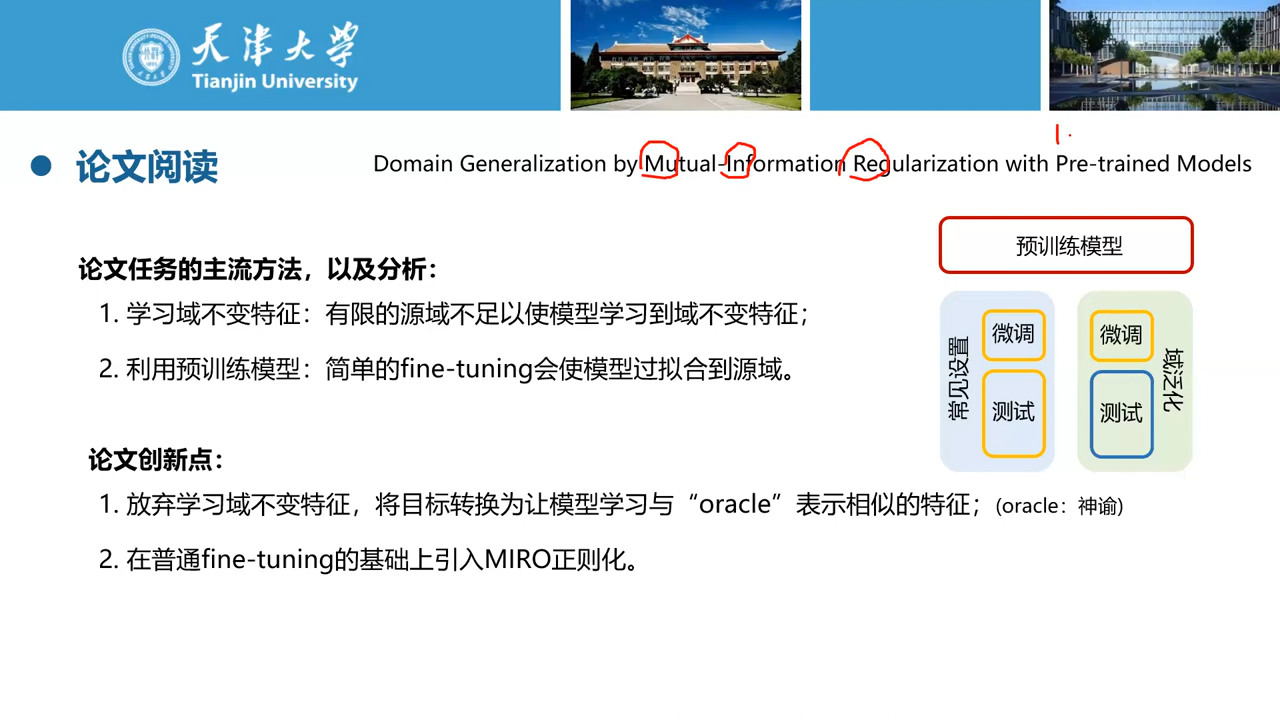 天津大学
Tianjin University
论文阅读
Domain Generalization by Mutual-Information Regularization with Pre-trained Models
论文任务的主流方法，以及分析：
1. 学习域不变特征：有限的源域不足以使模型学习到域不变特征；
2. 利用预训练模型：简单的fine-tuning会使模型过拟合到源域。
预训练模型
常见设置
微调
测试
微调
测试
域泛化
论文创新点：
1. 放弃学习域不变特征，将目标转换为让模型学习与“oracle”表示相似的特征；(oracle：神谕)
2. 在普通fine-tuning的基础上引入MIRO正则化。